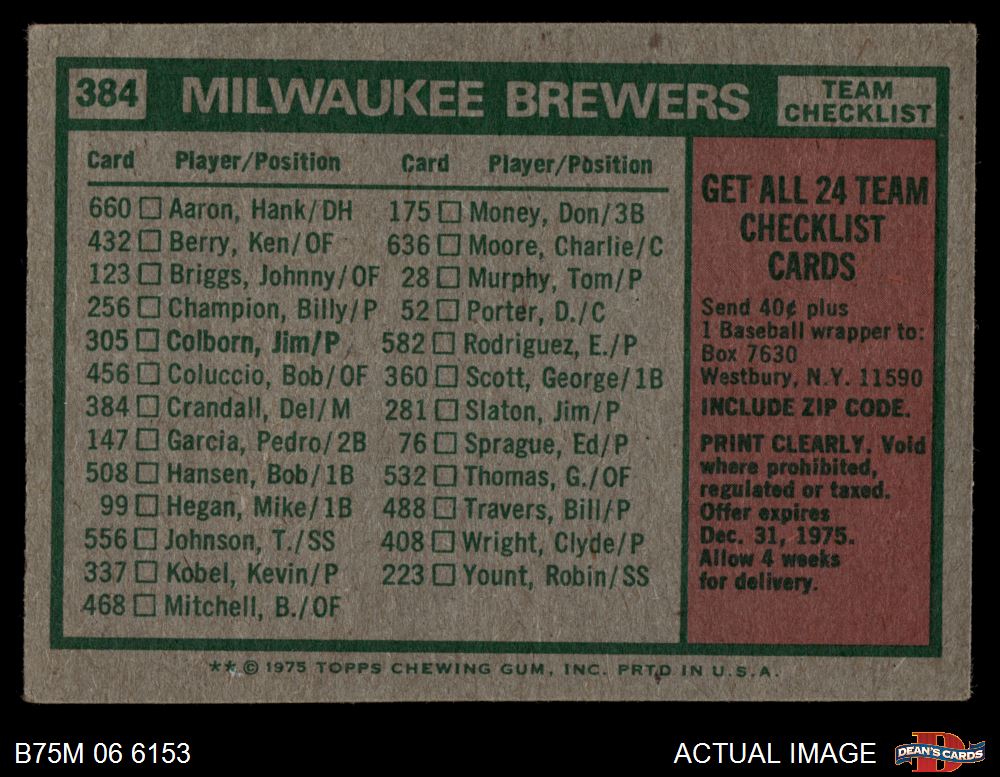 384 MILWAUKEE BREWERS TEAM CHECKLIST
Card Player/Position
660 Aaron, Hank/DH
432 Berry, Ken/OF
123 Briggs, Johnny/OF
256 Champion, Billy/P
305 Colborn, Jim/P
456 Coluccio, Bob/OF
384 Crandall, Del/M
147 Garcia, Pedro/2B
508 Hansen, Bob/1B
99 Hegan, Mike/1B
556 Johnson, T./SS
337 Kobel, Kevin/P
468 Mitchell, B./OF
Card Player/Position
175 Money, Don/3B
636 Moore, Charlie/C
28 Murphy, Tom/P
52 Porter, D./C
582 Rodriguez, E./P
360 Scott, George/1B
281 Slaton, Jim/P
76 Sprague, Ed/P
532 Thomas, G./OF
488 Travers, Bill/P
408 Wright, Clyde/P
223 Yount, Robin/SS
GET ALL 24 TEAM
CHECKLIST
CARDS
Send 40¢ plus
1 Baseball wrapper to:
Box 7630
Westbury, N.Y. 11590
INCLUDE ZIP CODE.
PRINT CLEARLY. Void
where prohibited,
regulated or taxed.
Offer expires
Dec. 31, 1975.
Allow 4 weeks
for delivery.
** © 1975 TOPPS CHEWING GUM, INC. PRTD IN U.S.A.
B75M 06 6153
ACTUAL IMAGE
DEAN'S CARDS